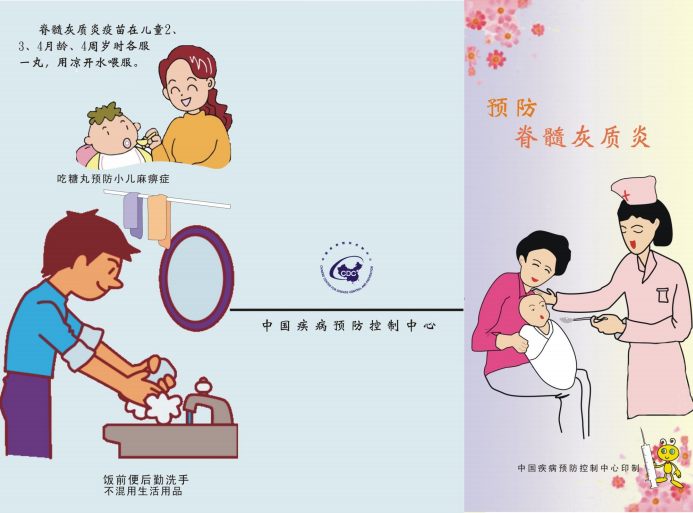 脊髓灰质炎疫苗在儿童2、
3、4月龄、4周岁时各服
一丸，用凉开水喂服。
吃糖丸预防小儿麻痹症
饭前便后勤洗手
不混用生活用品
CDC
中国疾病预防控制中心
预防
脊髓灰质炎
中国疾病预防控制中心印制